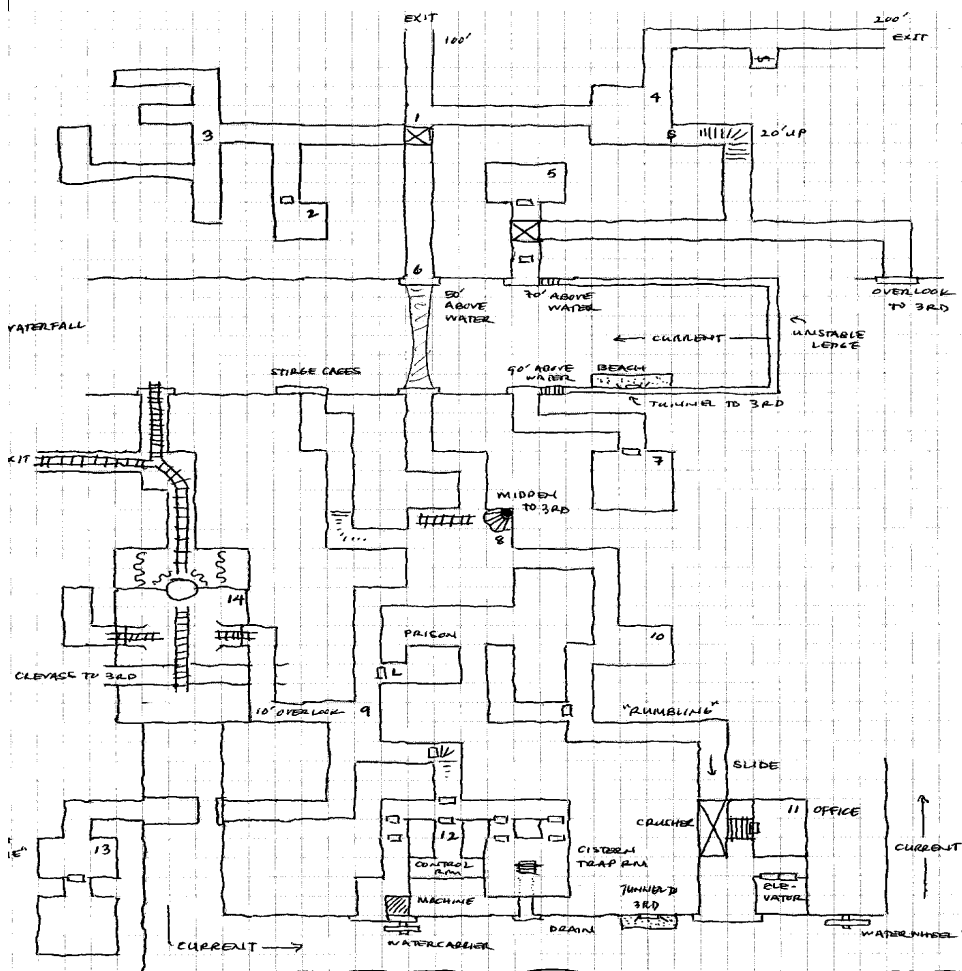 EXIT
100'
200'
EXIT
S
1
4
3
S
20' UP
5
2
6
50'
ABOVE
WATER
70' ABOVE
WATER
OVERLOOK
TO 3RD
UNSTABLE
LEDGE
WATERFALL
CURRENT
STIRGE CAGES
90' ABOVE
WATER
BEACH
TUNNEL TO 3RD
7
MIDDEN
TO 3RD
8
14
PRISON
10
L
CLEVASS TO 3RD
10' OVERLOOK
9
"RUMBLING"
SLIDE
11
OFFICE
CRUSHER
12
CISTERN
TRAP RM
CONTROL
RM
13
CURRENT
ELE-
VATOR
MACHINE
TUNNEL TO
3RD
DRAIN
CURRENT
WATERCARRIER
WATERWHEEL